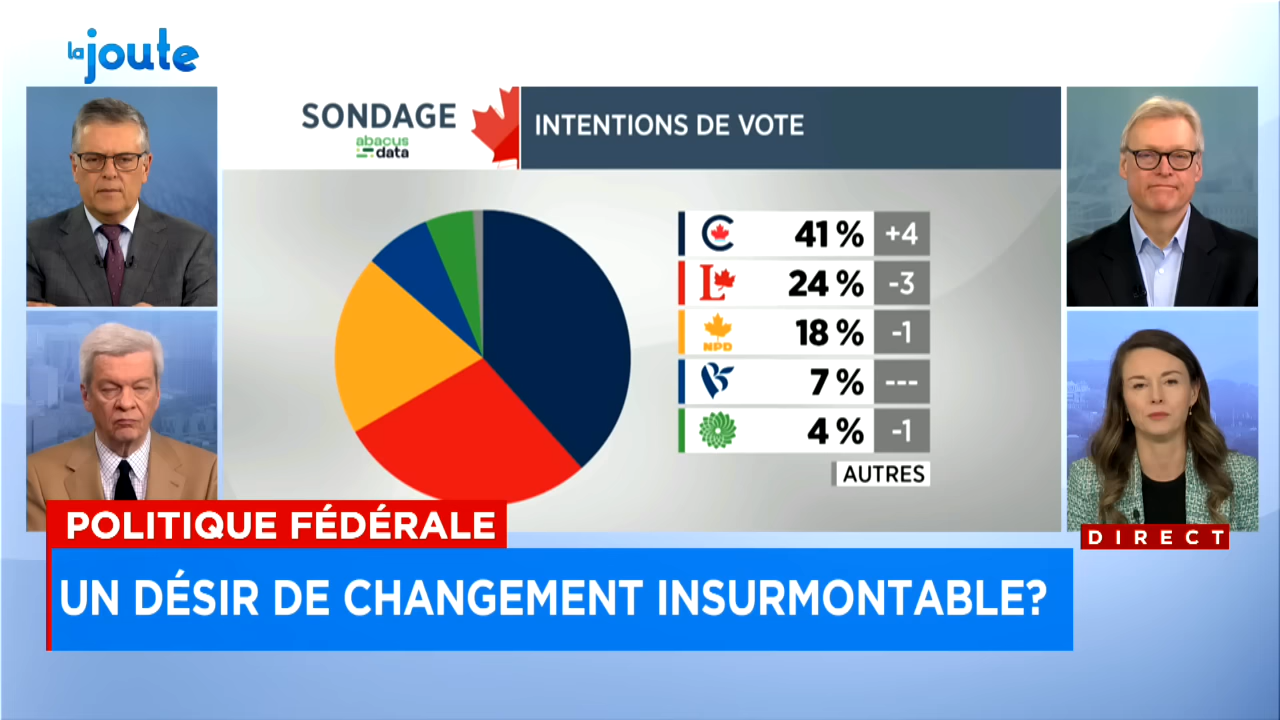 la
joute
SONDAGE
abacus
data
INTENTIONS DE VOTE
41 % +4
L 24 % -3
NPD 18 % -1
7 % ---
4 % -1
AUTRES
POLITIQUE FÉDÉRALE
DIRECT
UN DÉSIR DE CHANGEMENT INSURMONTABLE?